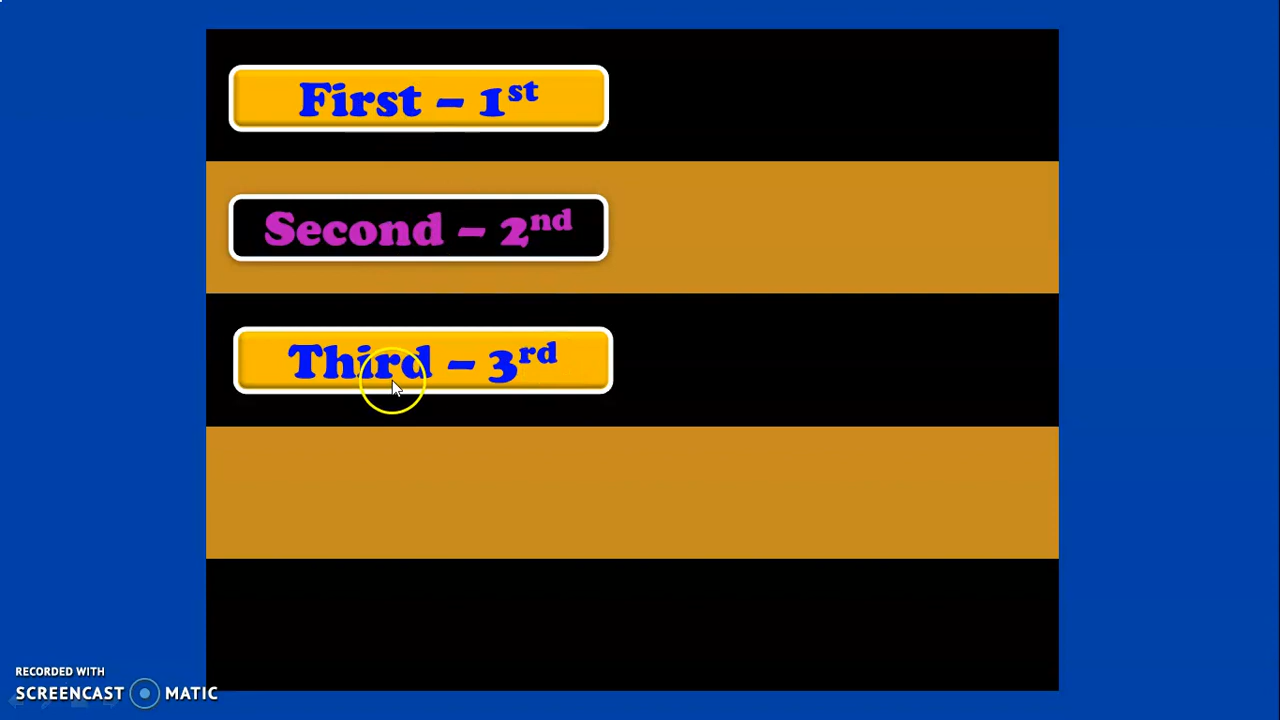 First – 1st
Second – 2nd
Third – 3rd
RECORDED WITH
SCREENCAST MATIC